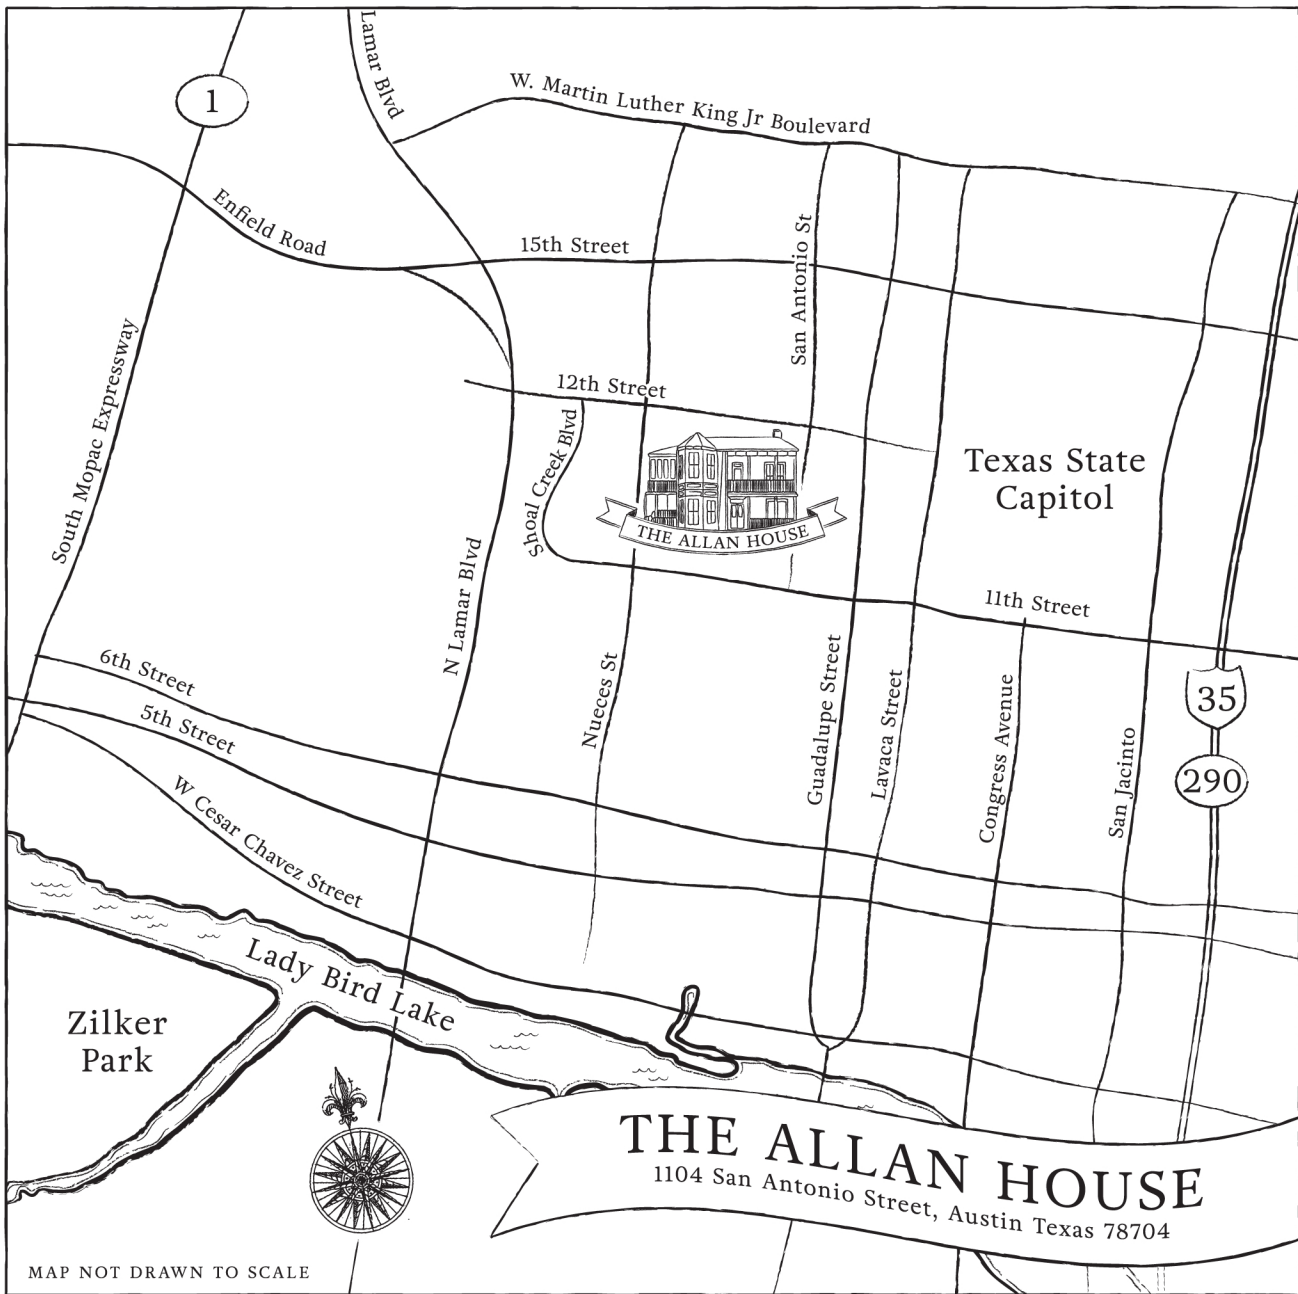 1
Lamar Blvd
W. Martin Luther King Jr Boulevard
Enfield Road
15th Street
San Antonio St
South Mopac Expressway
12th Street
Shoal Creek Blvd
THE ALLAN HOUSE
Texas State
Capitol
11th Street
N Lamar Blvd
6th Street
5th Street
Nueces St
Guadalupe Street
Lavaca Street
Congress Avenue
San Jacinto
35
290
W Cesar Chavez Street
Lady Bird Lake
Zilker
Park
THE ALLAN HOUSE
1104 San Antonio Street, Austin Texas 78704
MAP NOT DRAWN TO SCALE